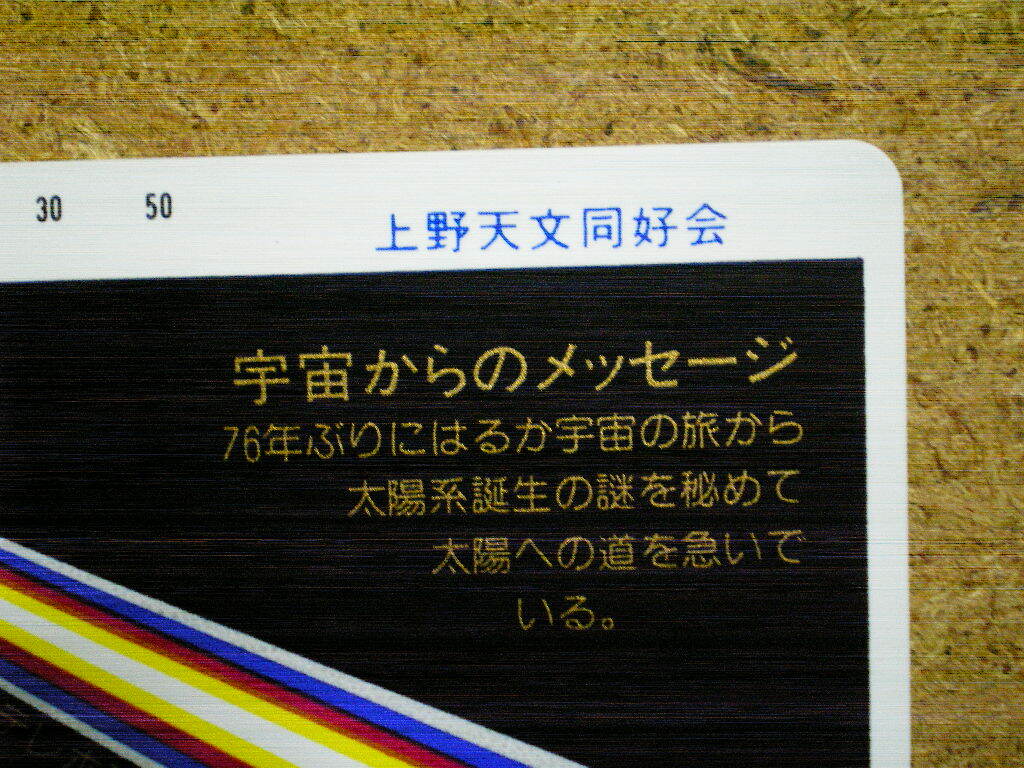 30 50
上野天文同好会
宇宙からのメッセージ
76年ぶりにはるか宇宙の旅から
太陽系誕生の謎を秘めて
太陽への道を急いで
いる。